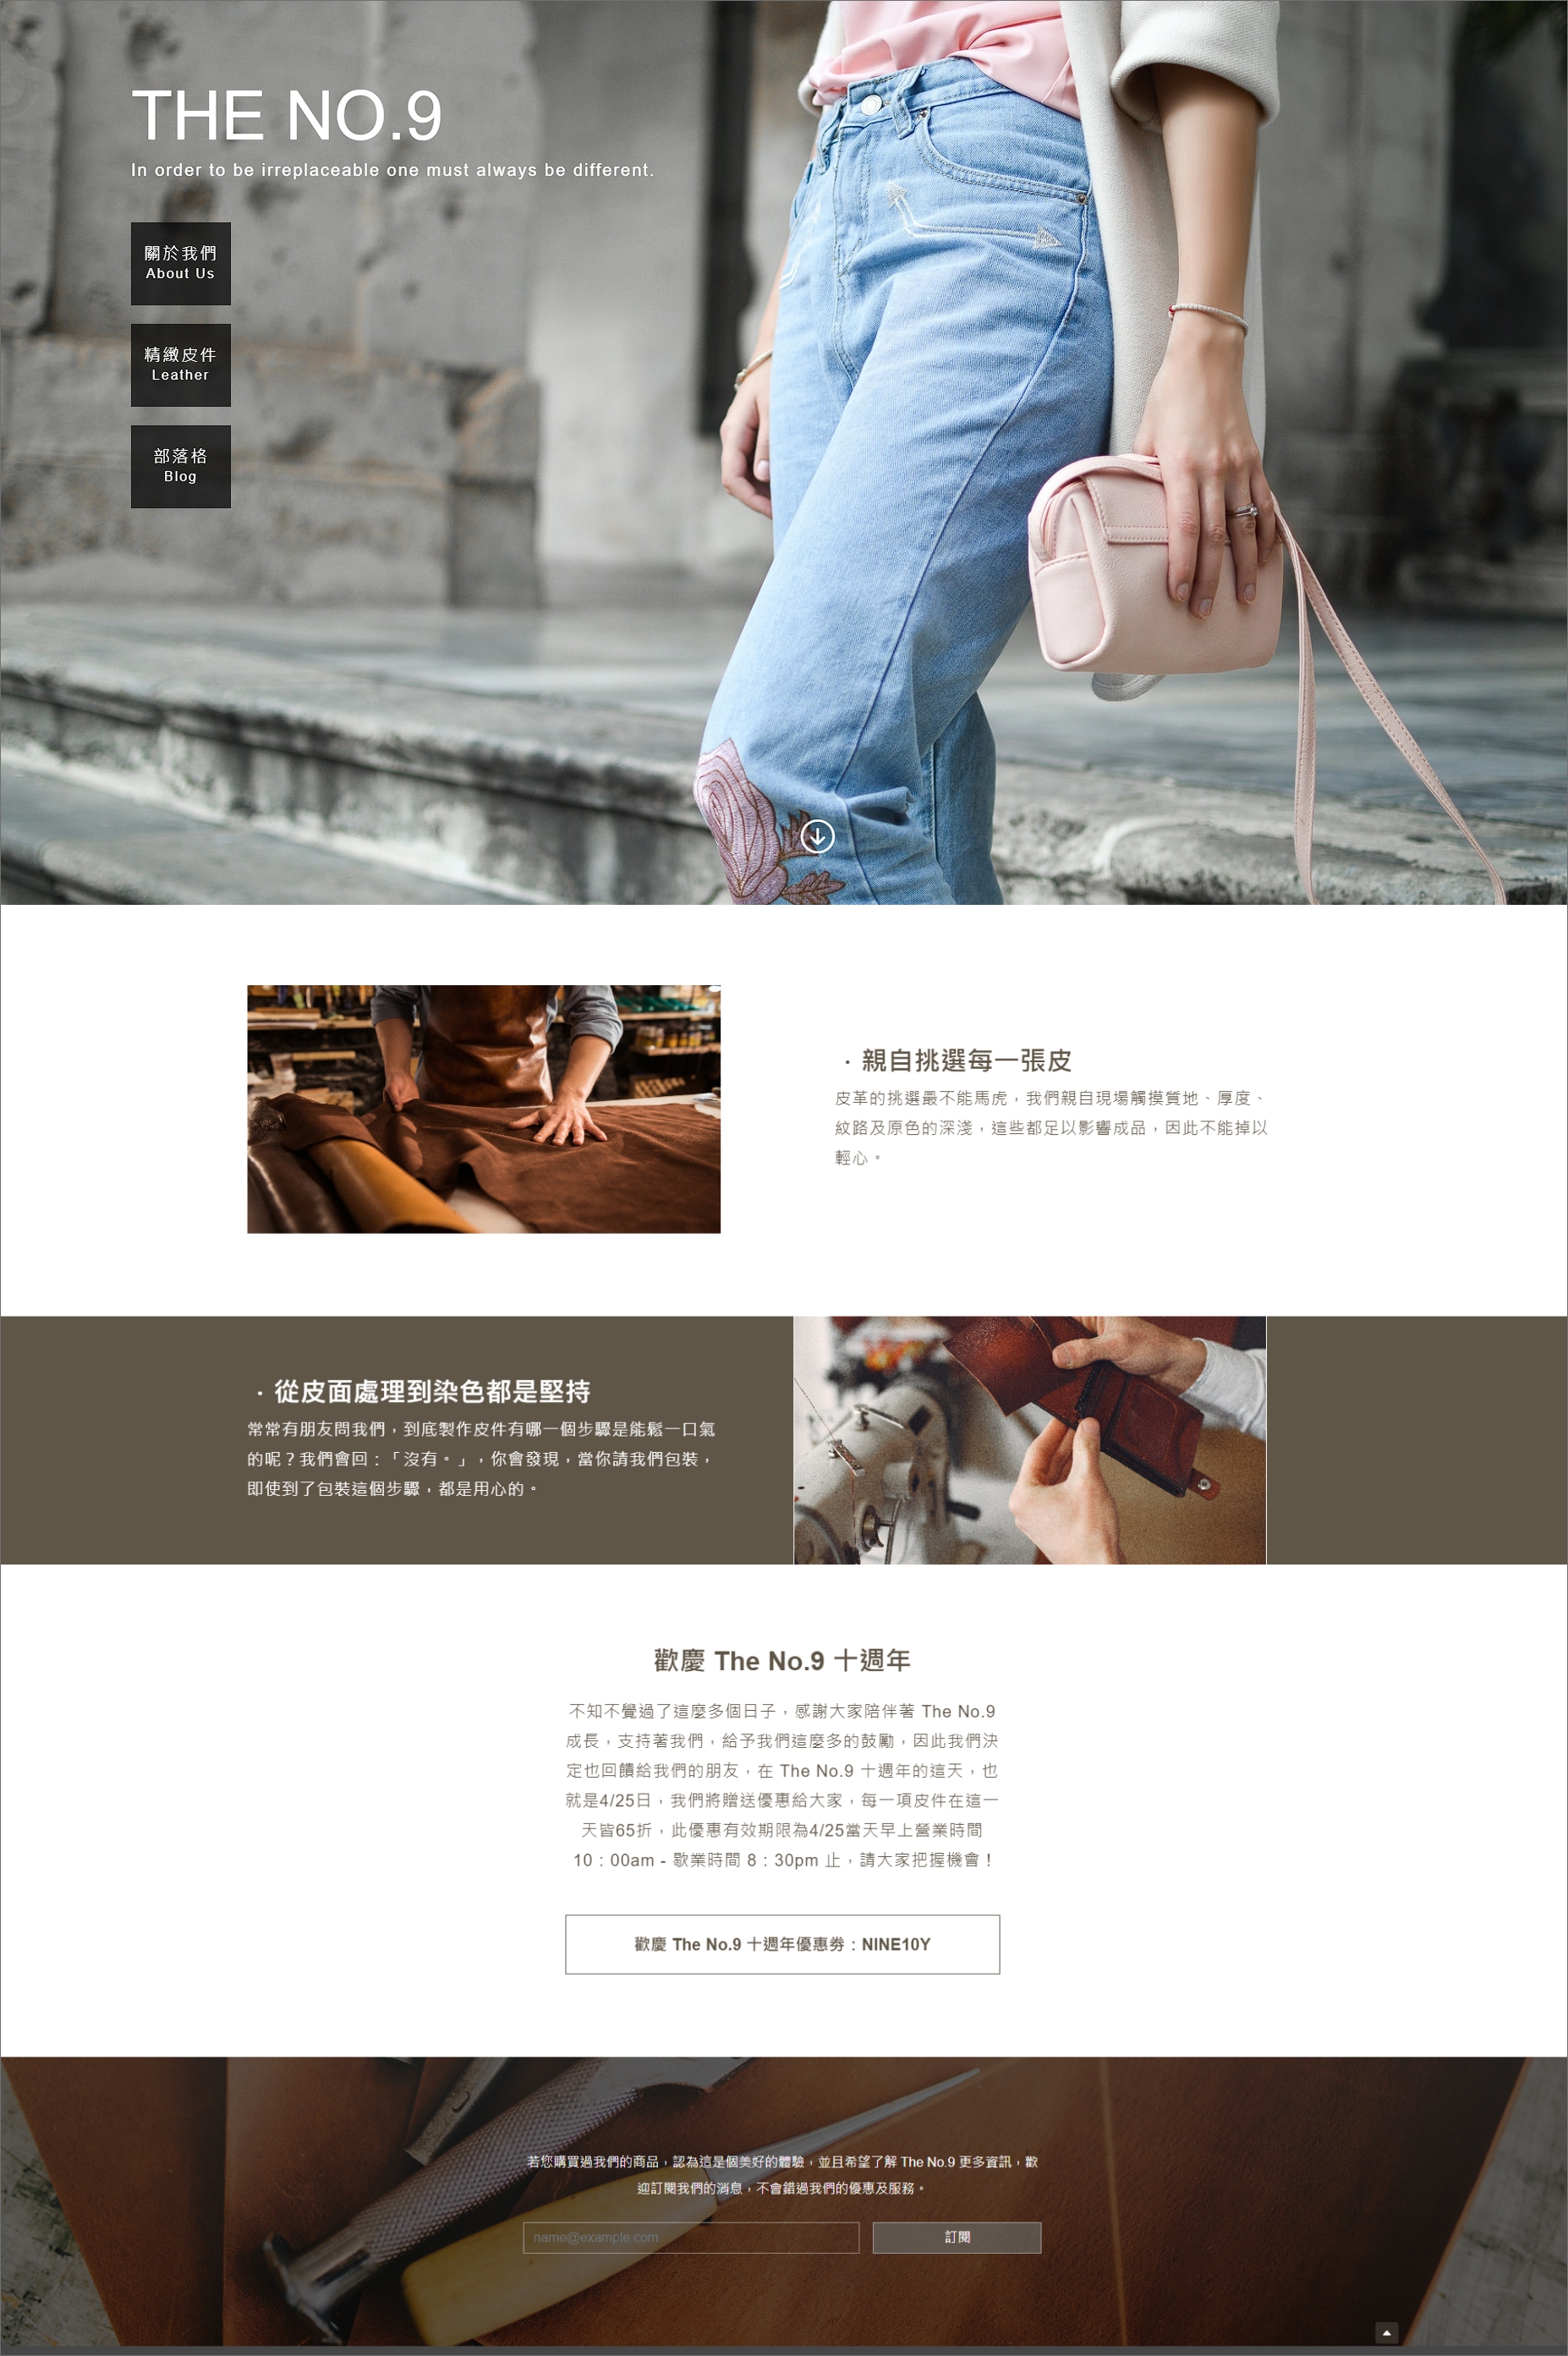 THE NO.9
In order to be irreplaceable one must always be different.
關於我們
About Us
精緻皮件
Leather
部落格
Blog
．親自挑選每一張皮
皮革的挑選最不能馬虎，我們親自現場觸摸質地、厚度、
紋路及原色的深淺，這些都足以影響成品，因此不能掉以
輕心。
．從皮面處理到染色都是堅持
常常有朋友問我們，到底製作皮件有哪一個步驟是能鬆一口氣
的呢？我們會回：「沒有。」，你會發現，當你請我們包裝，
即使到了包裝這個步驟，都是用心的。
歡慶 The No.9 十週年
不知不覺過了這麼多個日子，感謝大家陪伴著 The No.9
成長，支持著我們，給予我們這麼多的鼓勵，因此我們決
定也回饋給我們的朋友，在 The No.9 十週年的這天，也
就是4/25日，我們將贈送優惠給大家，每一項皮件在這一
天皆65折，此優惠有效期限為4/25當天早上營業時間
10：00am - 歇業時間 8：30pm 止，請大家把握機會！
歡慶 The No.9 十週年優惠券：NINE10Y
若您購買過我們的商品，認為這是個美好的體驗，並且希望了解 The No.9 更多資訊，歡
迎訂閱我們的消息，不會錯過我們的優惠及服務。
name@example.com
訂閱